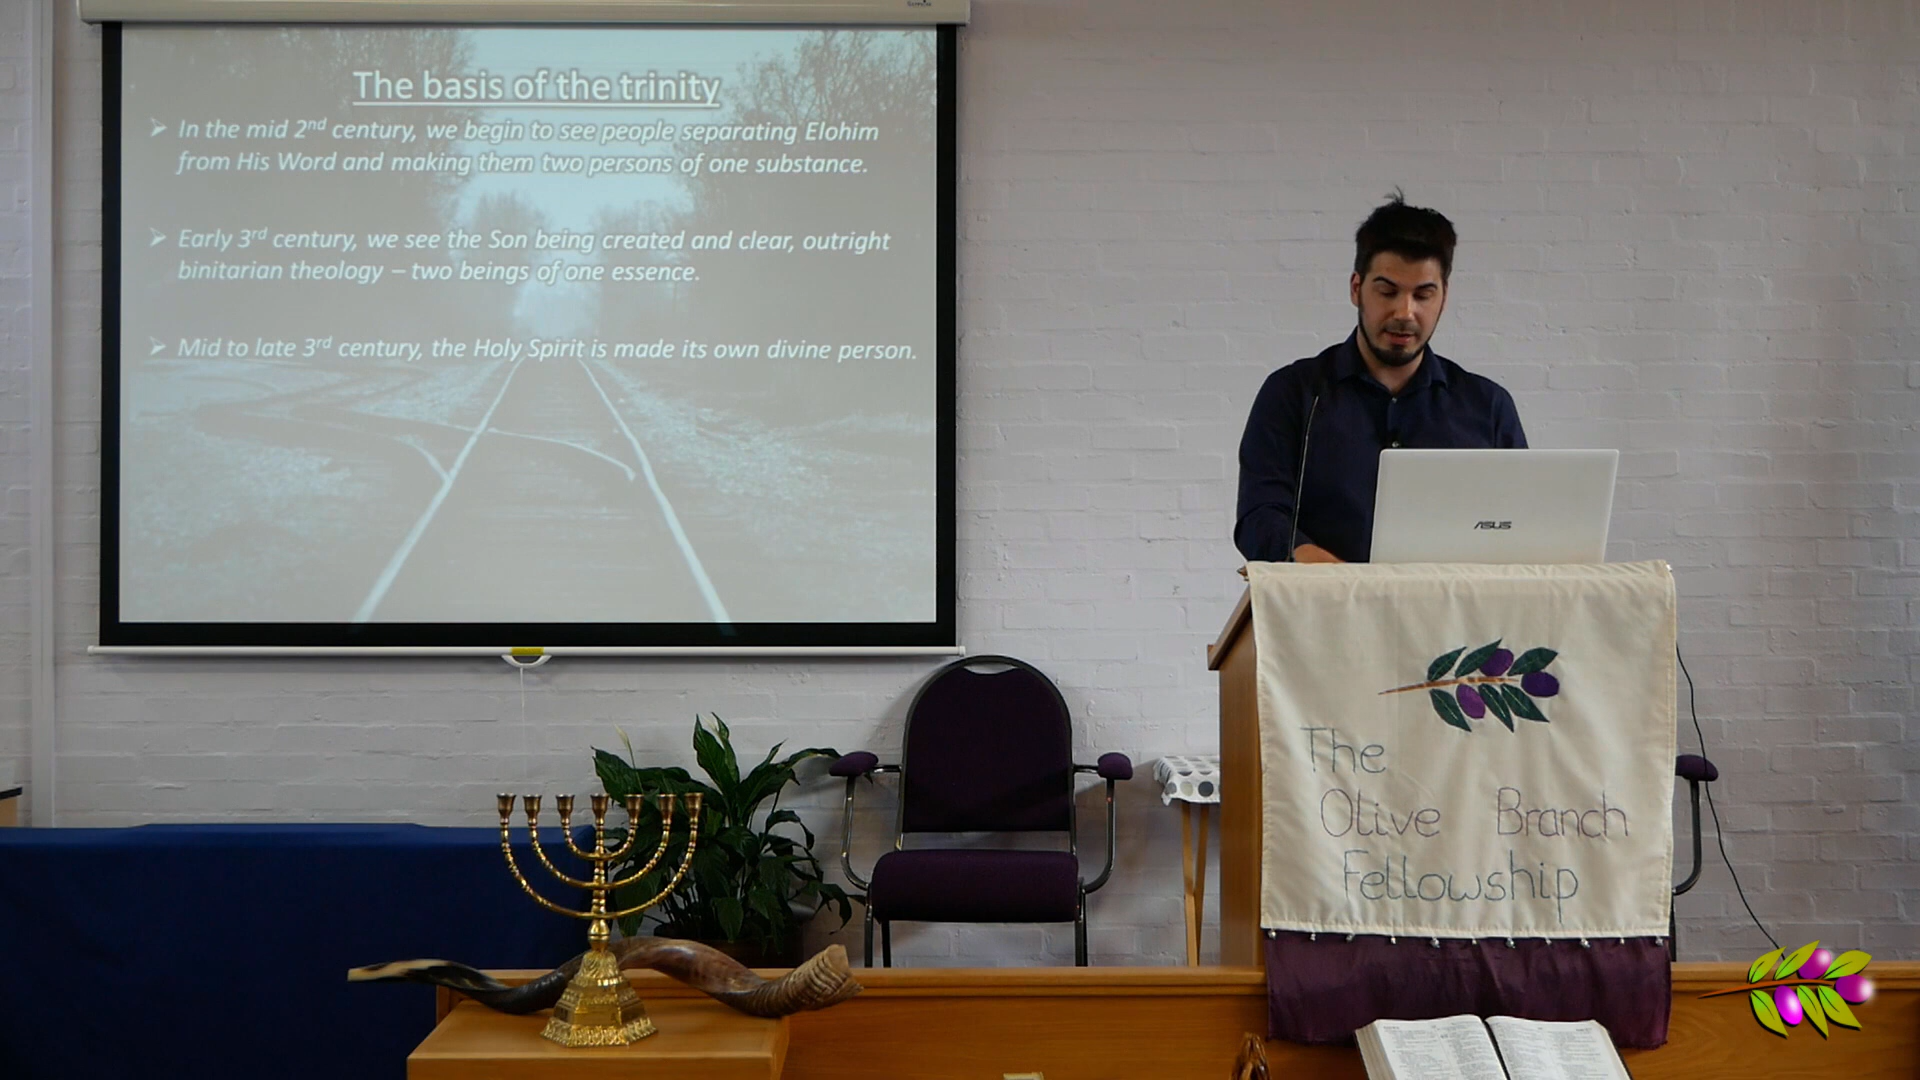 The basis of the trinity
➢ In the mid 2nd century, we begin to see people separating Elohim
from His Word and making them two persons of one substance.
➢ Early 3rd century, we see the Son being created and clear, outright
binitarian theology – two beings of one essence.
➢ Mid to late 3rd century, the Holy Spirit is made its own divine person.
ASUS
The
Olive Branch
Fellowship